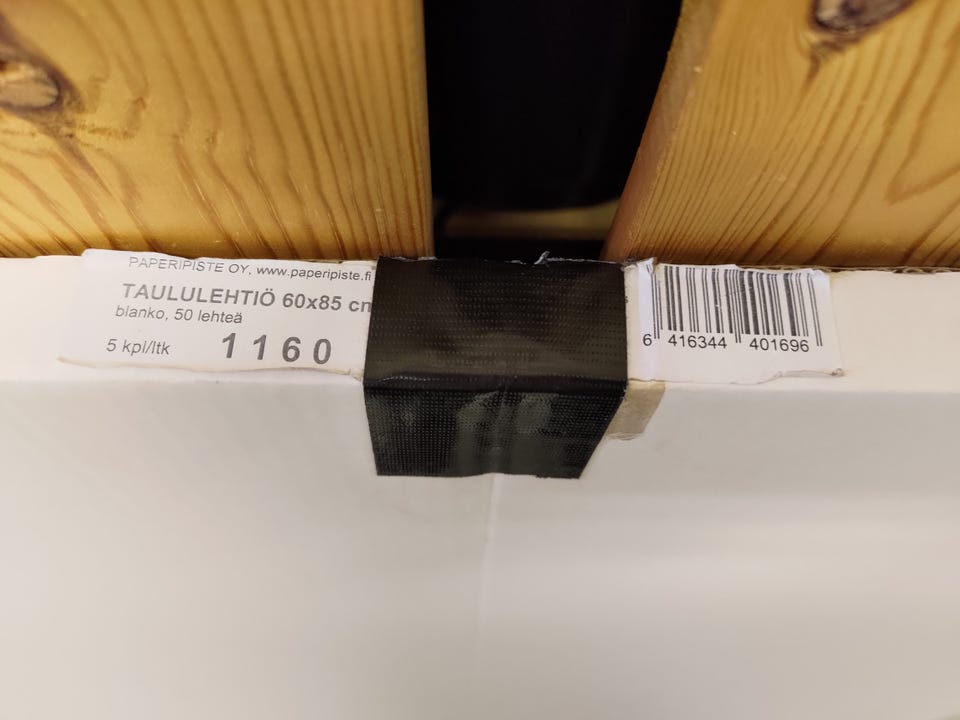 PAPERIPISTE OY, www.paperipiste.fi
TAULULEHTIÖ 60x85 cm
blanko, 50 lehteä
5 kpl/ltk 1160
6 416344 401696